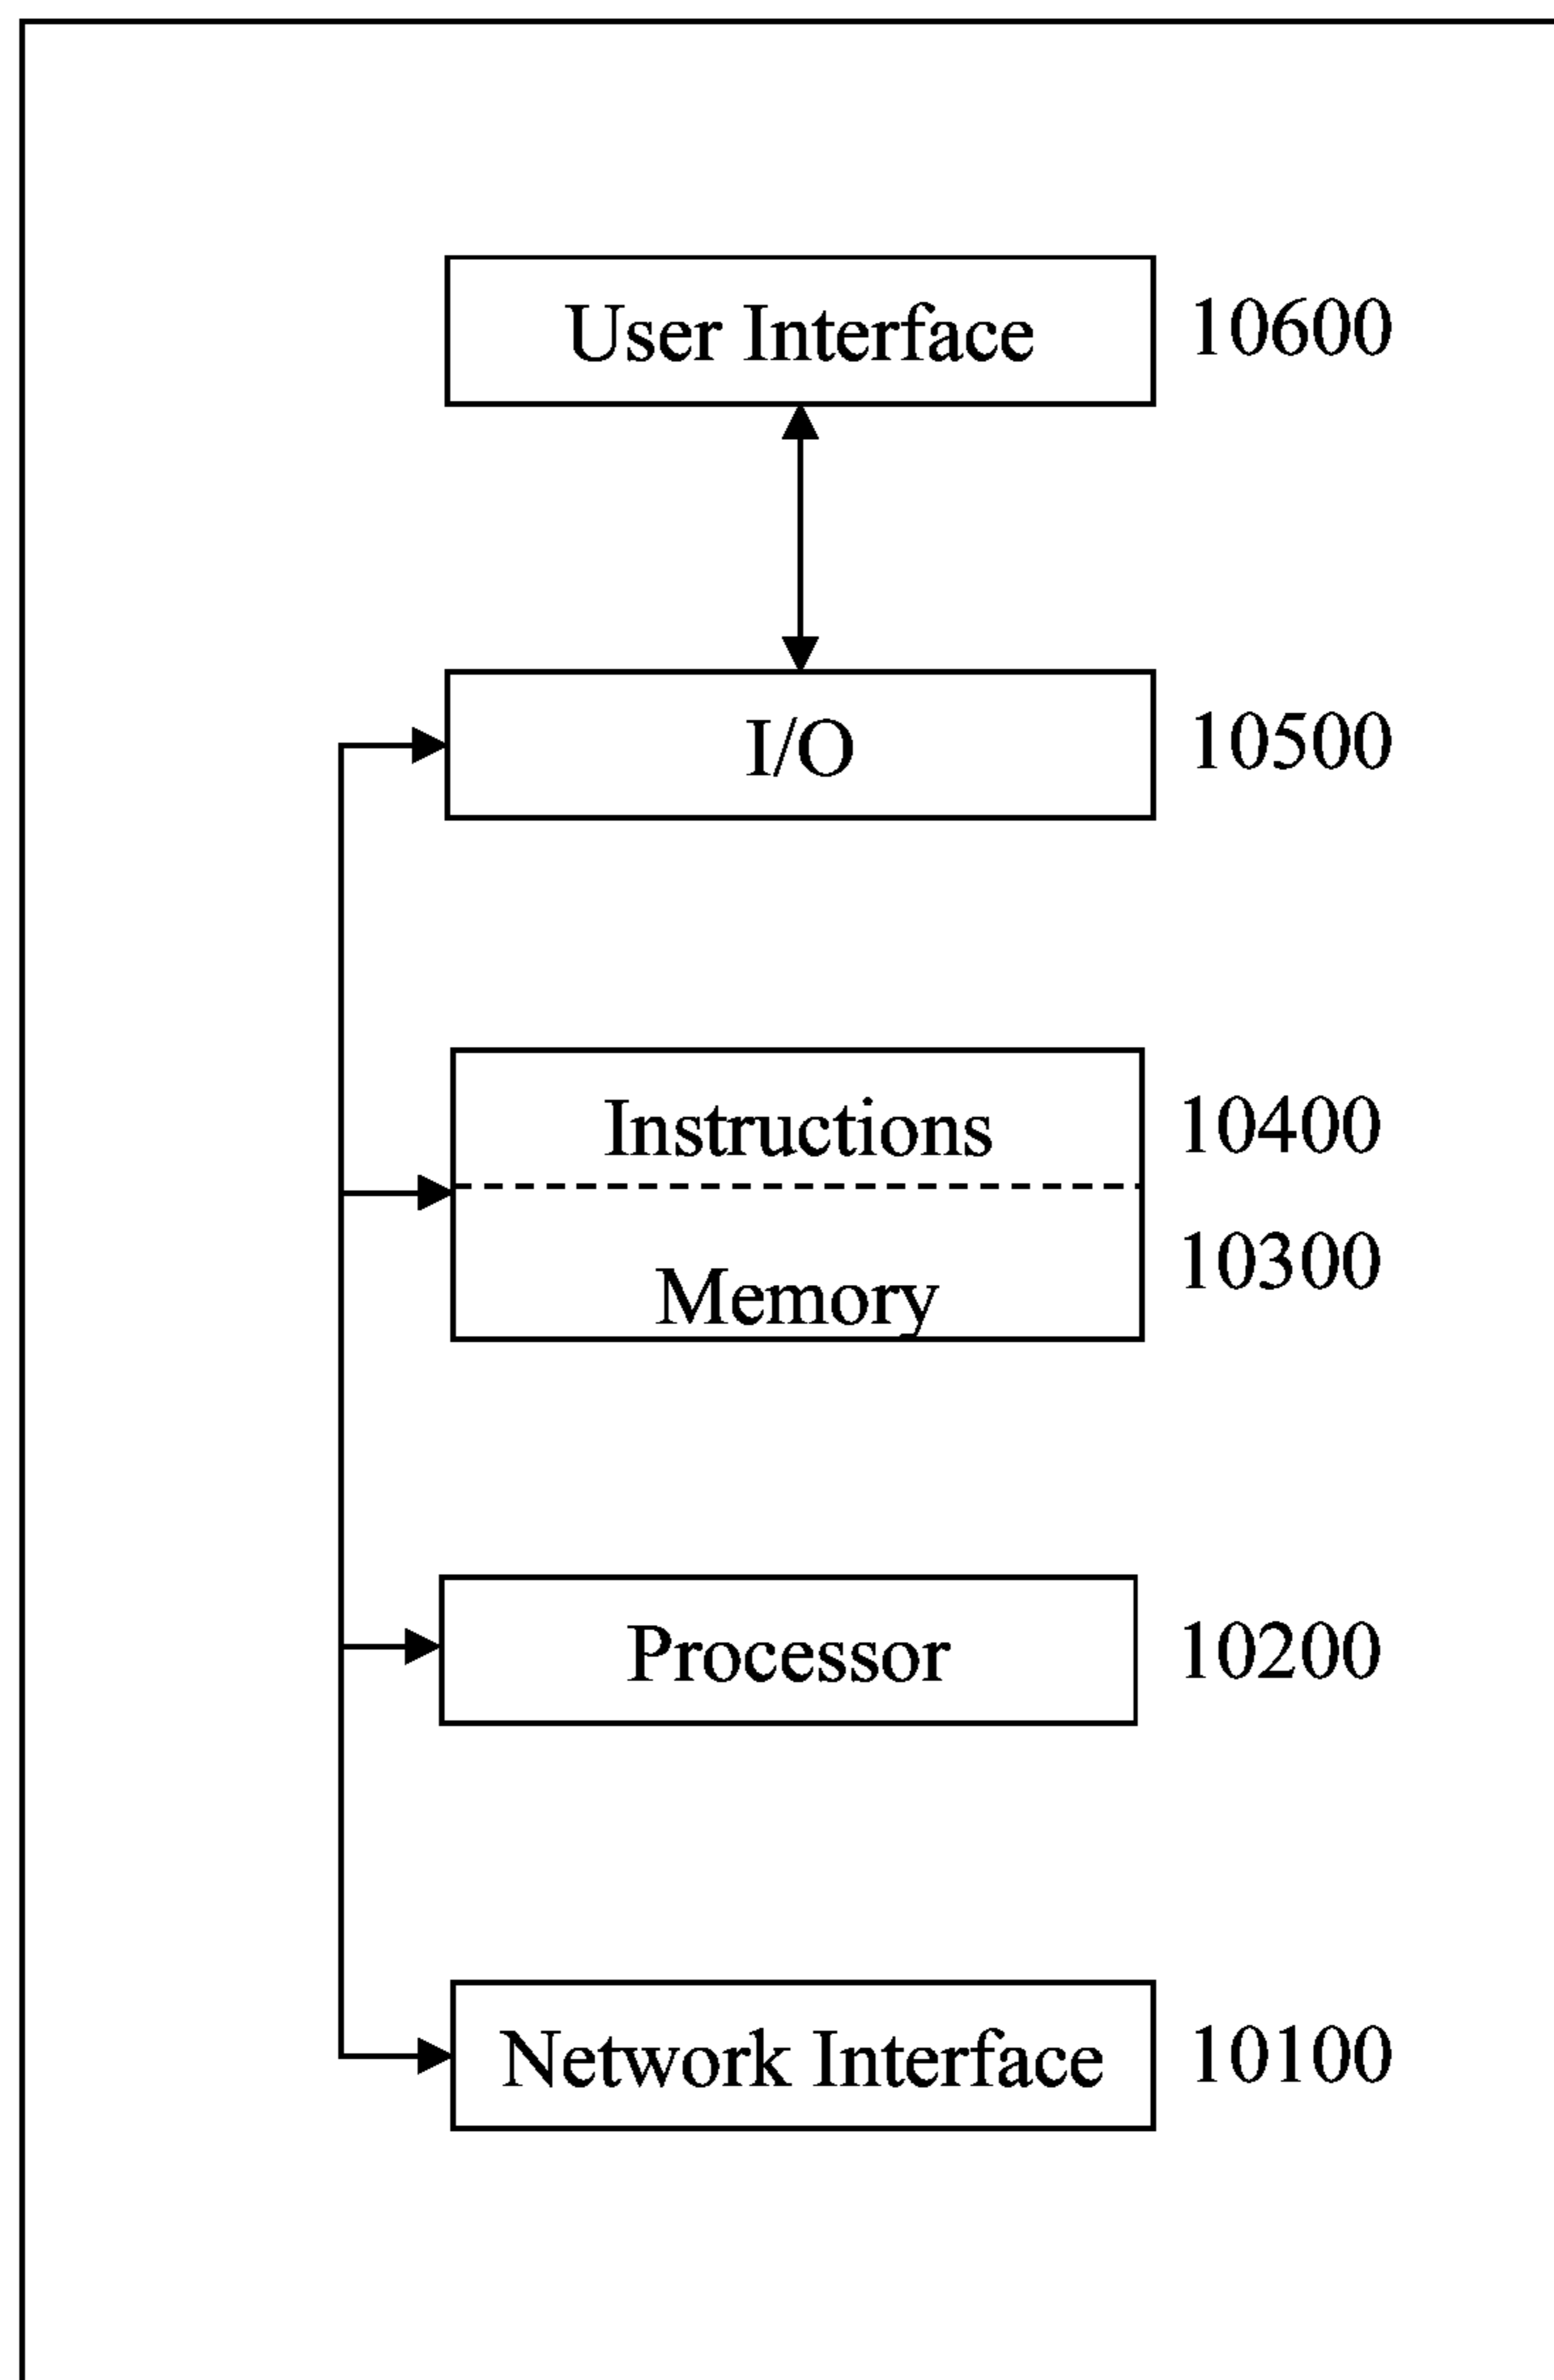 User Interface 10600
I/O 10500
Instructions 10400
Memory 10300
Processor 10200
Network Interface 10100